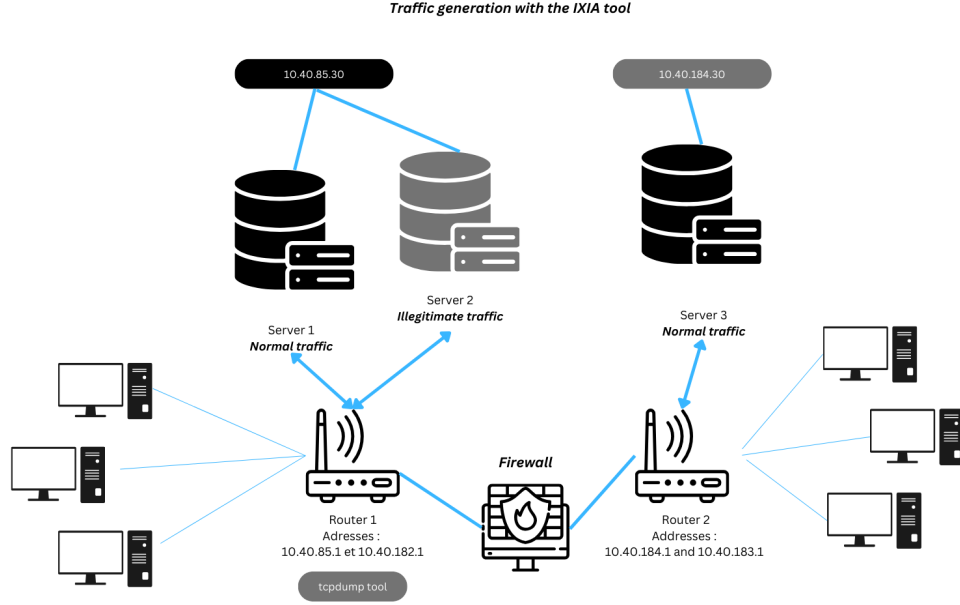 Traffic generation with the IXIA tool
10.40.85.30
10.40.184.30
Server 1
Normal traffic
Server 2
Illegitimate traffic
Server 3
Normal traffic
Firewall
Router 1
Adresses :
10.40.85.1 et 10.40.182.1
tcpdump tool
Router 2
Addresses :
10.40.184.1 and 10.40.183.1